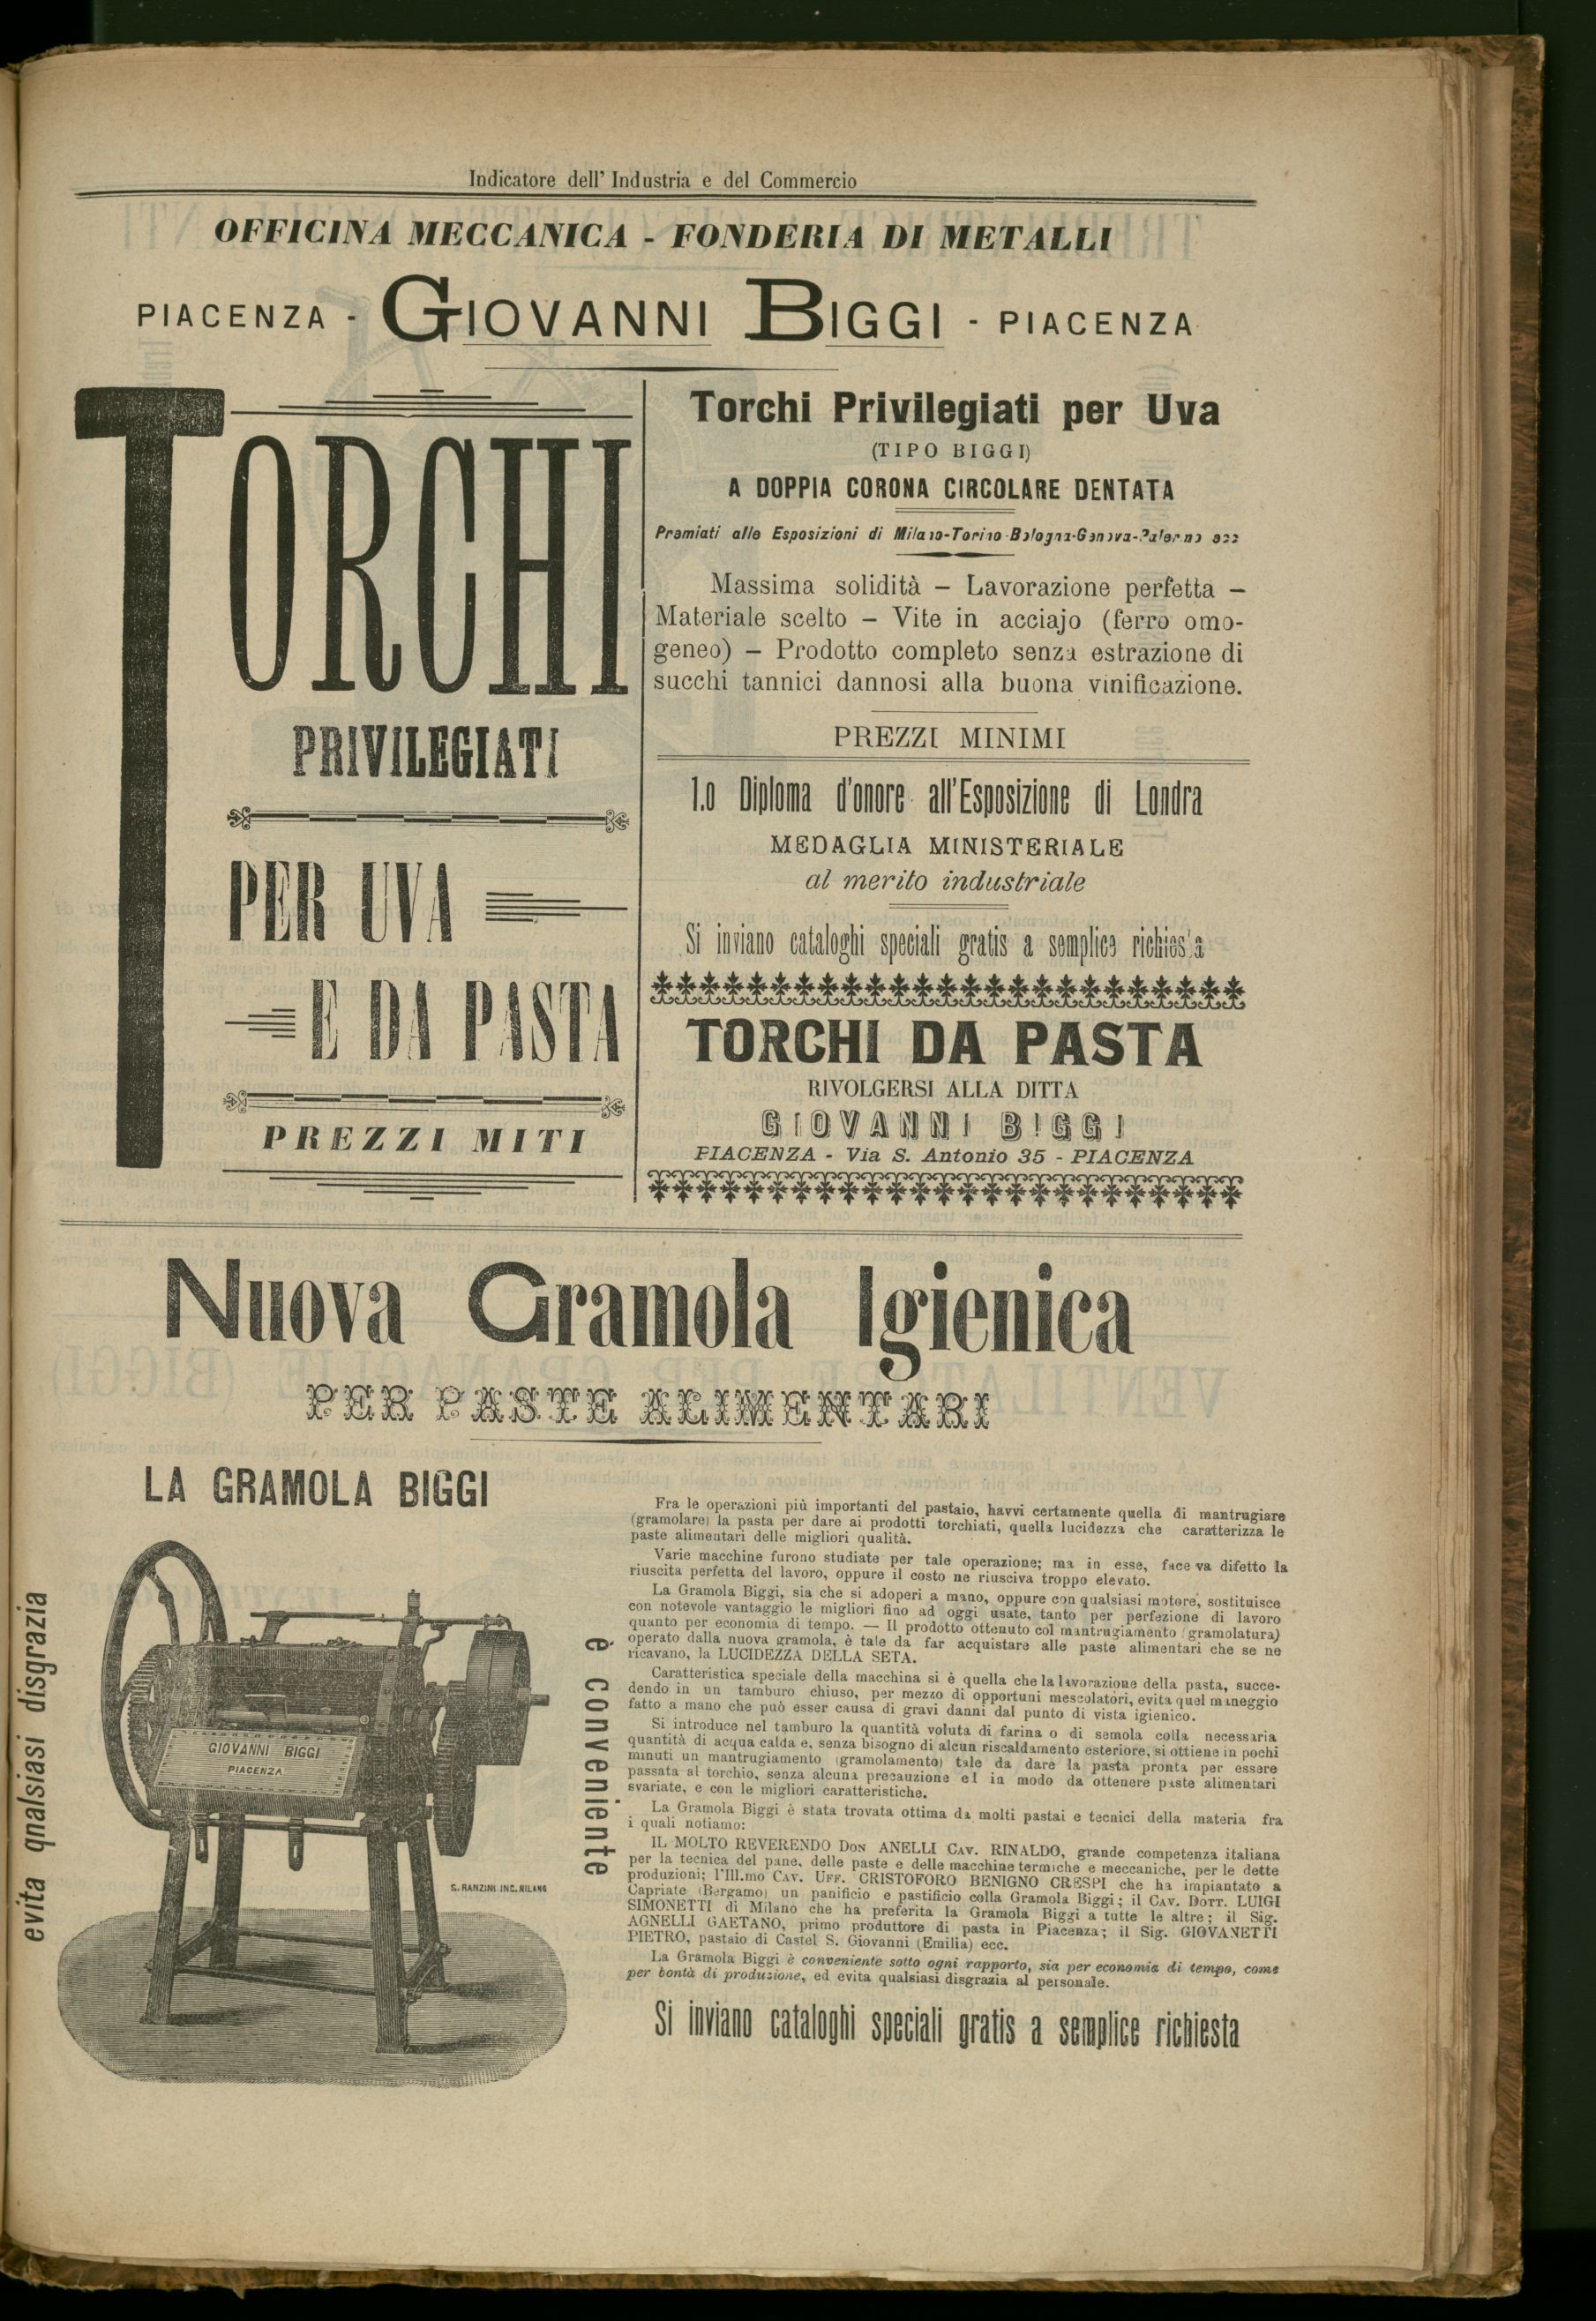 Indicatore dell' Industria e del Commercio
OFFICINA MECCANICA - FONDERIA DI METALLI
PIACENZA - GIOVANNI BIGGI - PIACENZA
TORCHI
PRIVILEGIATI
PER UVA
E DA PASTA
PREZZI MITI
Torchi Privilegiati per Uva
(TIPO BIGGI)
A DOPPIA CORONA CIRCOLARE DENTATA
Premiati alle Esposizioni di Milano-Torino-Bologna-Genova-Palermo ecc
Massima solidità — Lavorazione perfetta —
Materiale scelto — Vite in acciajo (ferro omo-
geneo) — Prodotto completo senza estrazione di
succhi tannici dannosi alla buona vinificazione.
PREZZI MINIMI
1.o Diploma d'onore all'Esposizione di Londra
MEDAGLIA MINISTERIALE
al merito industriale
Si inviano cataloghi speciali gratis a semplice richiesta
TORCHI DA PASTA
RIVOLGERSI ALLA DITTA
GIOVANNI BIGGI
PIACENZA - Via S. Antonio 35 - PIACENZA
Nuova Gramola Igienica
PER PASTE ALIMENTARI
LA GRAMOLA BIGGI
evita qnalsiasi disgrazia
GIOVANNI BIGGI
PIACENZA
S. RANZINI INC. MILANO
è conveniente
Fra le operazioni più importanti del pastaio, havvi certamente quella di mantrugiare
(gramolare) la pasta per dare ai prodotti torchiati, quella lucidezza che caratterizza le
paste alimentari delle migliori qualità.
Varie macchine furono studiate per tale operazione; ma in esse, faceva difetto la
riuscita perfetta del lavoro, oppure il costo ne riusciva troppo elevato.
La Gramola Biggi, sia che si adoperi a mano, oppure con qualsiasi motore, sostituisce
con notevole vantaggio le migliori fino ad oggi usate, tanto per perfezione di lavoro
quanto per economia di tempo. — Il prodotto ottenuto col mantrugiamento (gramolatura)
operato dalla nuova gramola, è tale da far acquistare alle paste alimentari che se ne
ricavano, la LUCIDEZZA DELLA SETA.
Caratteristica speciale della macchina si è quella che la lavorazione della pasta, succe-
dendo in un tamburo chiuso, per mezzo di opportuni mescolatori, evita quel maneggio
fatto a mano che può esser causa di gravi danni dal punto di vista igienico.
Si introduce nel tamburo la quantità voluta di farina o di semola colla necessaria
quantità di acqua calda e, senza bisogno di alcun riscaldamento esteriore, si ottiene in pochi
minuti un mantrugiamento (gramolamento) tale da dare la pasta pronta per essere
passata al torchio, senza alcuna precauzione ed in modo da ottenere paste alimentari
svariate, e con le migliori caratteristiche.
La Gramola Biggi è stata trovata ottima da molti pastai e tecnici della materia fra
i quali notiamo:
IL MOLTO REVERENDO DON ANELLI CAV. RINALDO, grande competenza italiana
per la tecnica del pane, delle paste e delle macchine termiche e meccaniche, per le dette
produzioni; l'Ill.mo CAV. UFF. CRISTOFORO BENIGNO CRESPI che ha impiantato a
Capriate (Bergamo) un panificio e pastificio colla Gramola Biggi; il CAV. DOTT. LUIGI
SIMONETTI di Milano che ha preferita la Gramola Biggi a tutte le altre; il Sig.
AGNELLI GAETANO, primo produttore di pasta in Piacenza; il Sig. GIOVANETTI
PIETRO, pastaio di Castel S. Giovanni (Emilia) ecc.
La Gramola Biggi è conveniente sotto ogni rapporto, sia per economia di tempo, come
per bontà di produzione, ed evita qualsiasi disgrazia al personale.
Si inviano cataloghi speciali gratis a semplice richiesta